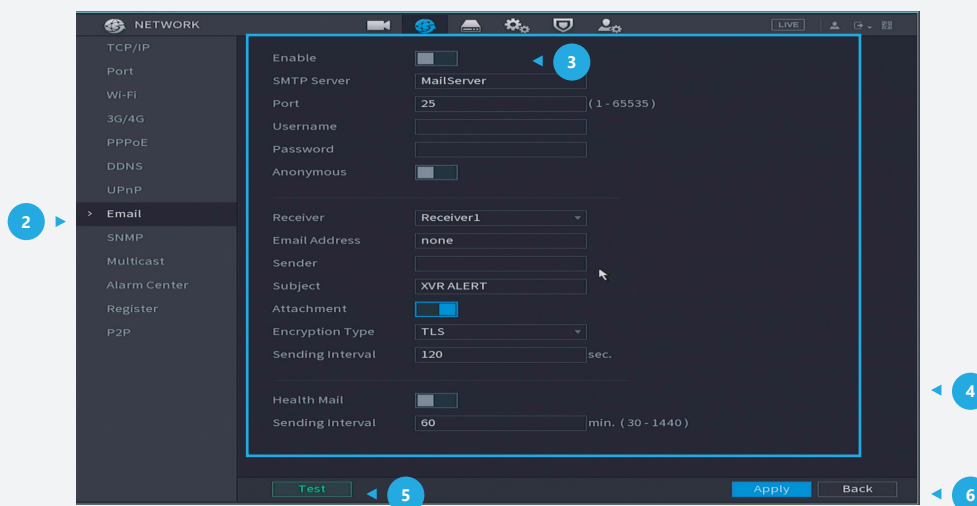 NETWORK
LIVE
TCP/IP
Port
Wi-Fi
3G/4G
PPPoE
DDNS
UPnP
> Email
SNMP
Multicast
Alarm Center
Register
P2P
2
Enable
3
SMTP Server MailServer
Port 25 (1-65535)
Username
Password
Anonymous
Receiver Receiver1
Email Address none
Sender
Subject XVR ALERT
Attachment
Encryption Type TLS
Sending Interval 120 sec.
Health Mail
4
Sending Interval 60 min. (30-1440)
Test
5
Apply
Back
6